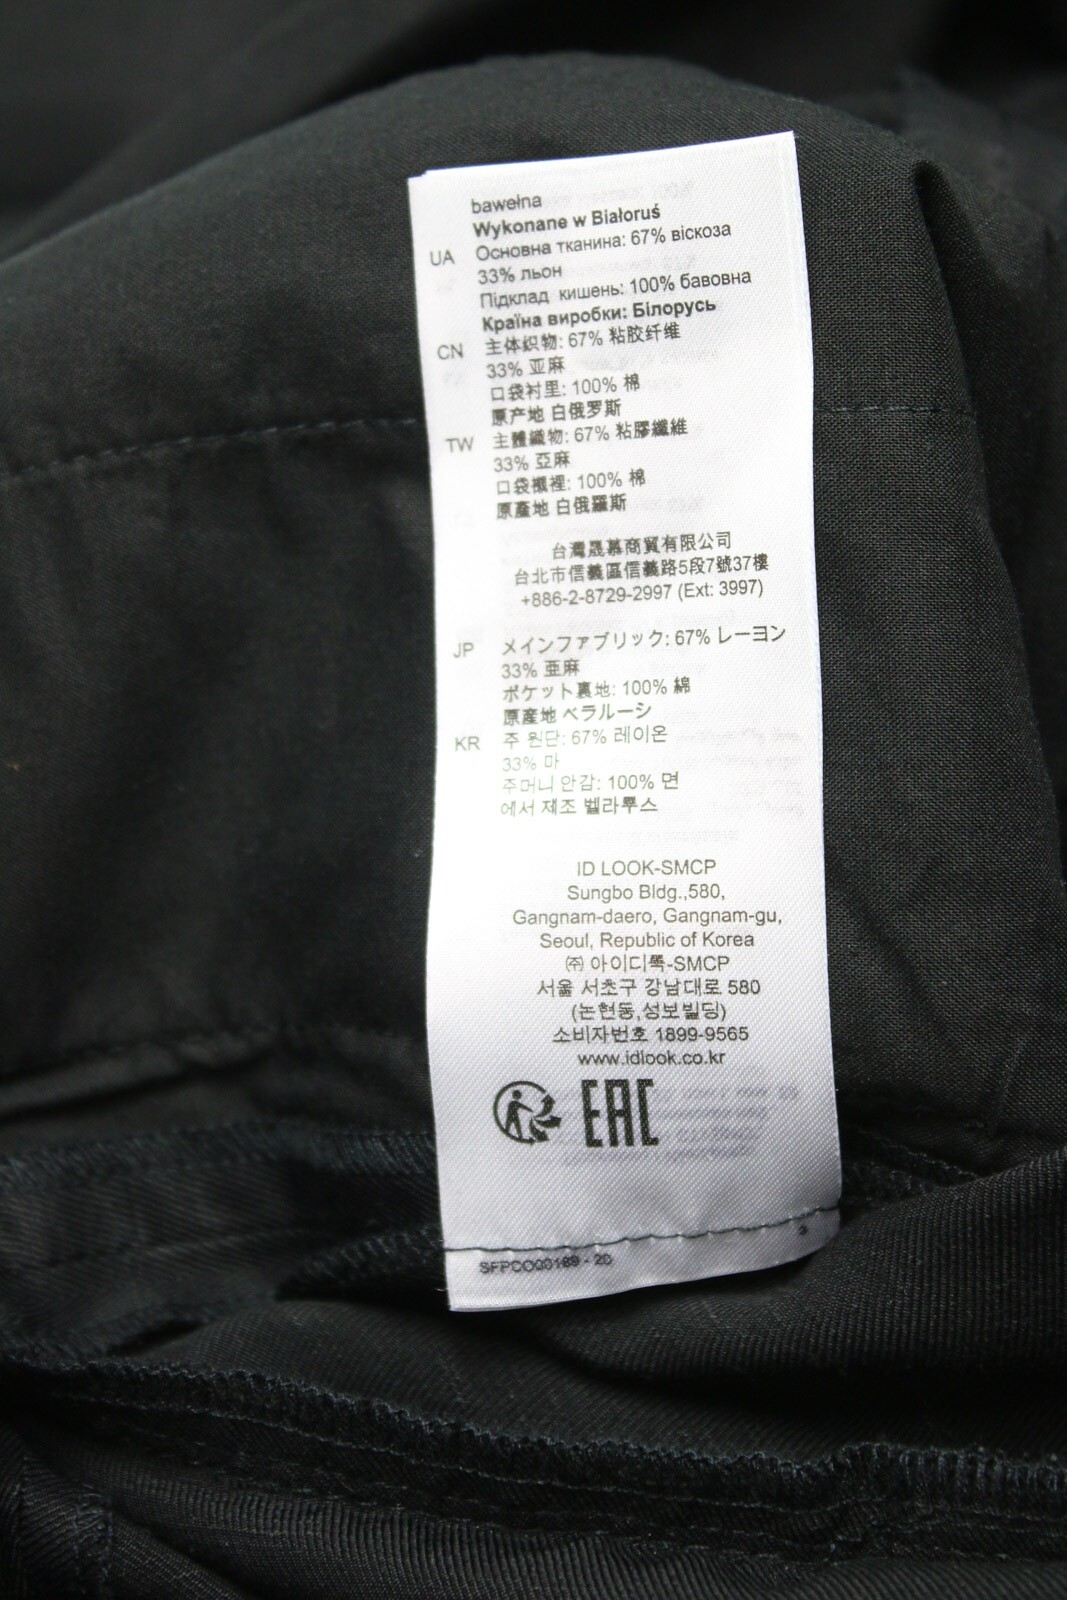 bawełna
Wykonane w Białoruś
UA Основна тканина: 67% віскоза
33% льон
Підклад кишень: 100% бавовна
Країна виробки: Білорусь
CN 主体织物: 67% 粘胶纤维
33% 亚麻
口袋衬里: 100% 棉
原产地 白俄罗斯
TW 主體織物: 67% 粘膠纖維
33% 亞麻
口袋襯裡: 100% 棉
原產地 白俄羅斯
台灣晟慕商貿有限公司
台北市信義區信義路5段7號37樓
+886-2-8729-2997 (Ext: 3997)
JP メインファブリック: 67% レーヨン
33% 亜麻
ポケット裏地: 100% 綿
原産地 ベラルーシ
KR 주 원단: 67% 레이온
33% 마
주머니 안감: 100% 면
에서 제조 벨라루스
ID LOOK-SMCP
Sungbo Bldg.,580,
Gangnam-daero, Gangnam-gu,
Seoul, Republic of Korea
㈜ 아이디룩-SMCP
서울 서초구 강남대로 580
(논현동,성보빌딩)
소비자번호 1899-9565
www.idlook.co.kr
EAC
3
SFPCO00189 - 20